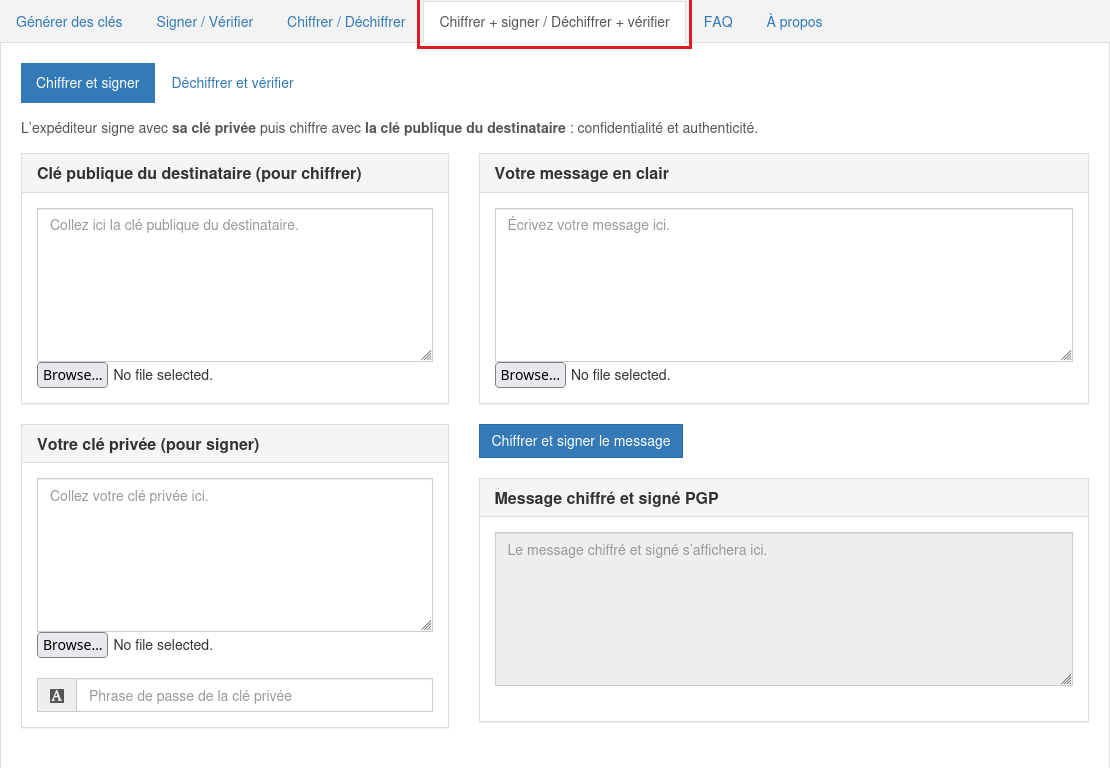 Générer des clés
Signer / Vérifier
Chiffrer / Déchiffrer
Chiffrer + signer / Déchiffrer + vérifier
FAQ
À propos
Chiffrer et signer
Déchiffrer et vérifier
L'expéditeur signe avec sa clé privée puis chiffre avec la clé publique du destinataire : confidentialité et authenticité.
Clé publique du destinataire (pour chiffrer)
Collez ici la clé publique du destinataire.
Browse... No file selected.
Votre message en clair
Écrivez votre message ici.
Browse... No file selected.
Votre clé privée (pour signer)
Collez votre clé privée ici.
Browse... No file selected.
A Phrase de passe de la clé privée
Chiffrer et signer le message
Message chiffré et signé PGP
Le message chiffré et signé s'affichera ici.